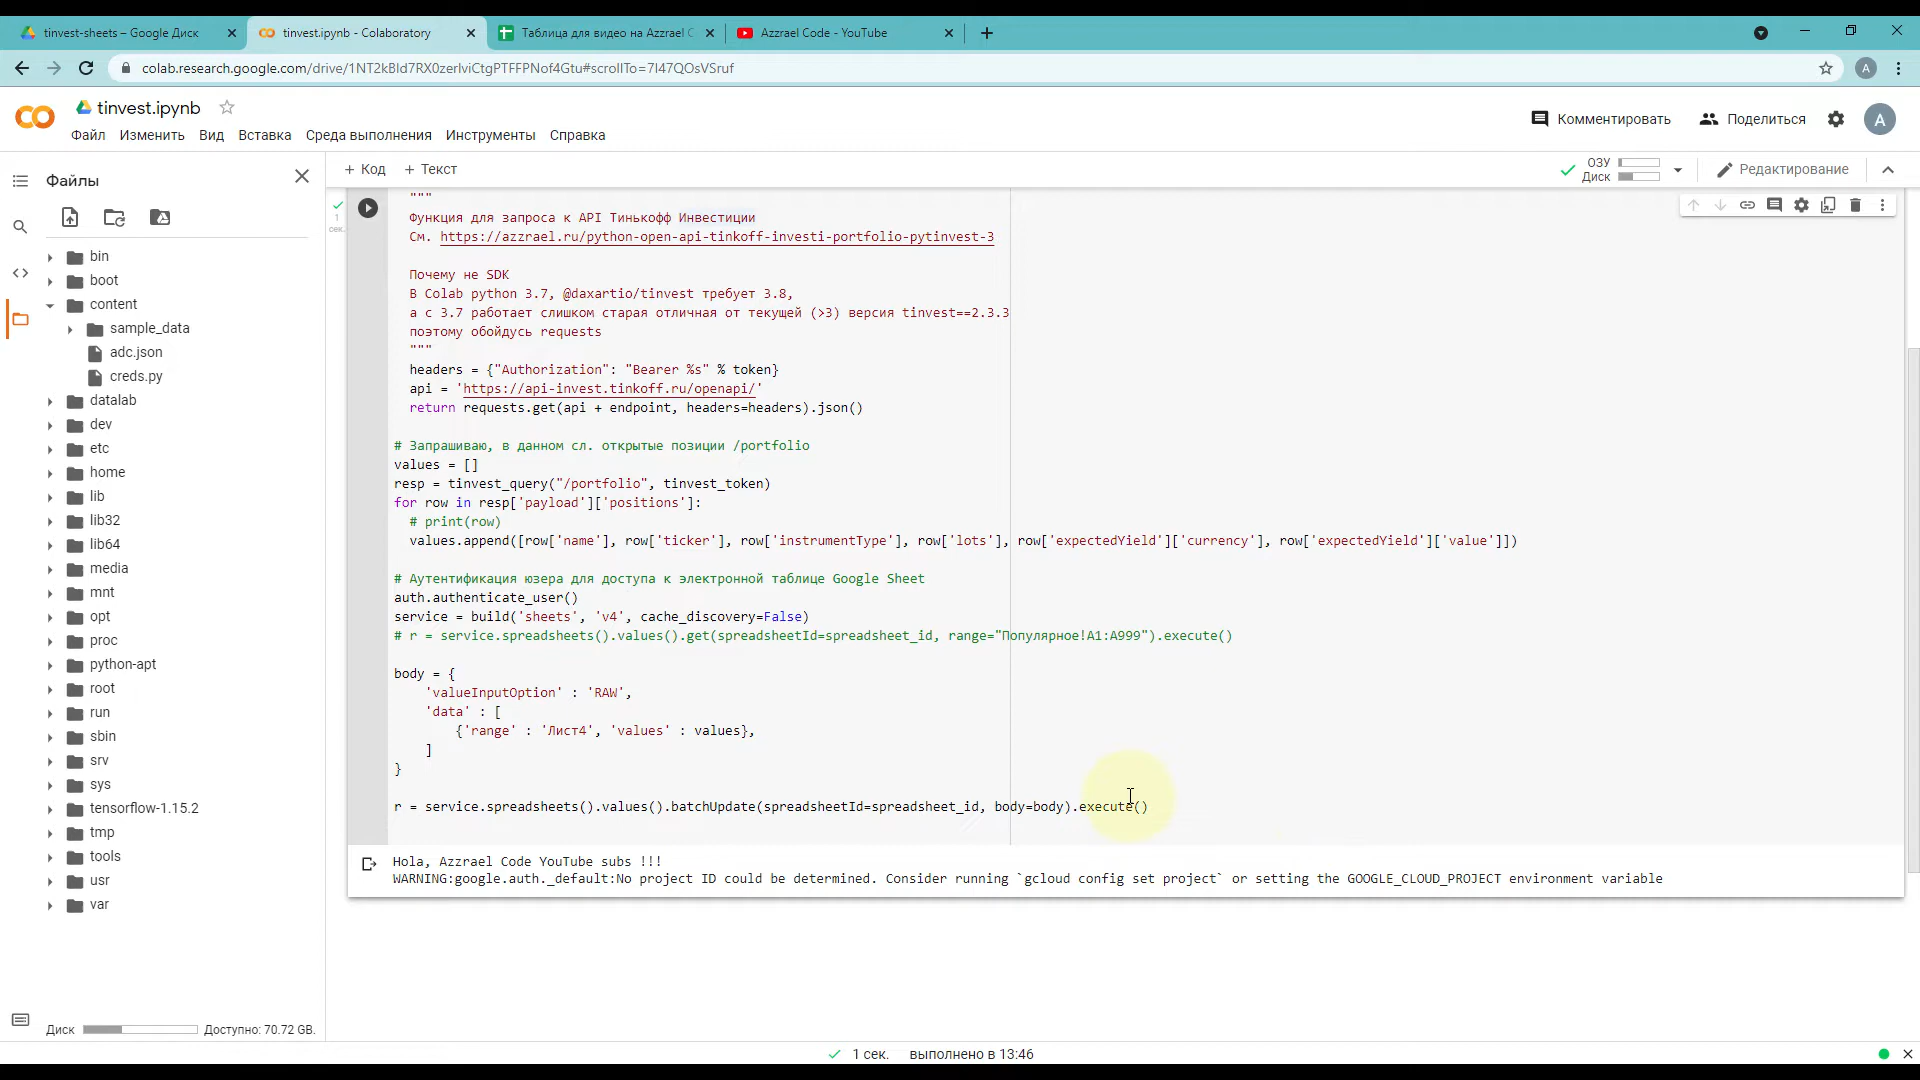 tinvest-sheets – Google Диск
tinvest.ipynb - Colaboratory
Таблица для видео на Azzrael C
Azzrael Code - YouTube
colab.research.google.com/drive/1NT2kBId7RX0zerIviCtgPTFFPNof4Gtu#scrollTo=7I47QOsVSruf
A
tinvest.ipynb
Файл Изменить Вид Вставка Среда выполнения Инструменты Справка
Комментировать
Поделиться
A
Файлы
+ Код + Текст
ОЗУ
Диск
Редактирование
bin
boot
content
sample_data
adc.json
creds.py
datalab
dev
etc
home
lib
lib32
lib64
media
mnt
opt
proc
python-apt
root
run
sbin
srv
sys
tensorflow-1.15.2
tmp
tools
usr
var
Диск Доступно: 70.72 GB.
1
сек.
"""
Функция для запроса к API Тинькофф Инвестиции
См. https://azzrael.ru/python-open-api-tinkoff-investi-portfolio-pytinvest-3
Почему не SDK
В Colab python 3.7, @daxartio/tinvest требует 3.8,
а с 3.7 работает слишком старая отличная от текущей (>3) версия tinvest==2.3.3
поэтому обойдусь requests
"""
headers = {"Authorization": "Bearer %s" % token}
api = 'https://api-invest.tinkoff.ru/openapi/'
return requests.get(api + endpoint, headers=headers).json()
# Запрашиваю, в данном сл. открытые позиции /portfolio
values = []
resp = tinvest_query("/portfolio", tinvest_token)
for row in resp['payload']['positions']:
# print(row)
values.append([row['name'], row['ticker'], row['instrumentType'], row['lots'], row['expectedYield']['currency'], row['expectedYield']['value']])
# Аутентификация юзера для доступа к электронной таблице Google Sheet
auth.authenticate_user()
service = build('sheets', 'v4', cache_discovery=False)
# r = service.spreadsheets().values().get(spreadsheetId=spreadsheet_id, range="Популярное!A1:A999").execute()
body = {
'valueInputOption' : 'RAW',
'data' : [
{'range' : 'Лист4', 'values' : values},
]
}
r = service.spreadsheets().values().batchUpdate(spreadsheetId=spreadsheet_id, body=body).execute()
Hola, Azzrael Code YouTube subs !!!
WARNING:google.auth._default:No project ID could be determined. Consider running `gcloud config set project` or setting the GOOGLE_CLOUD_PROJECT environment variable
1 сек. выполнено в 13:46